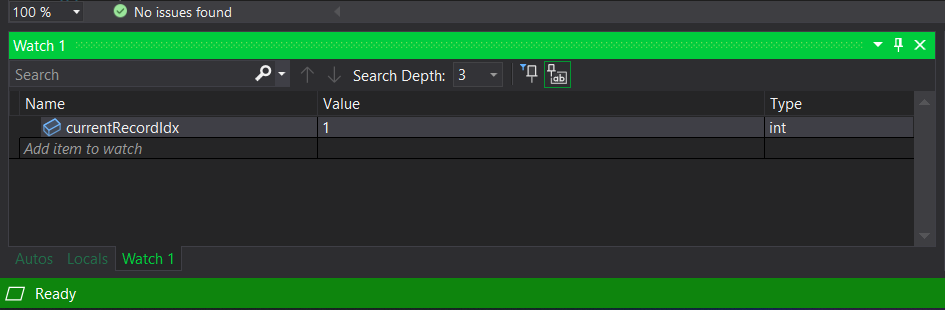 100 % No issues found
Watch 1
Search Search Depth: 3 ab
Name Value Type
currentRecordIdx 1 int
Add item to watch
Autos Locals Watch 1
Ready